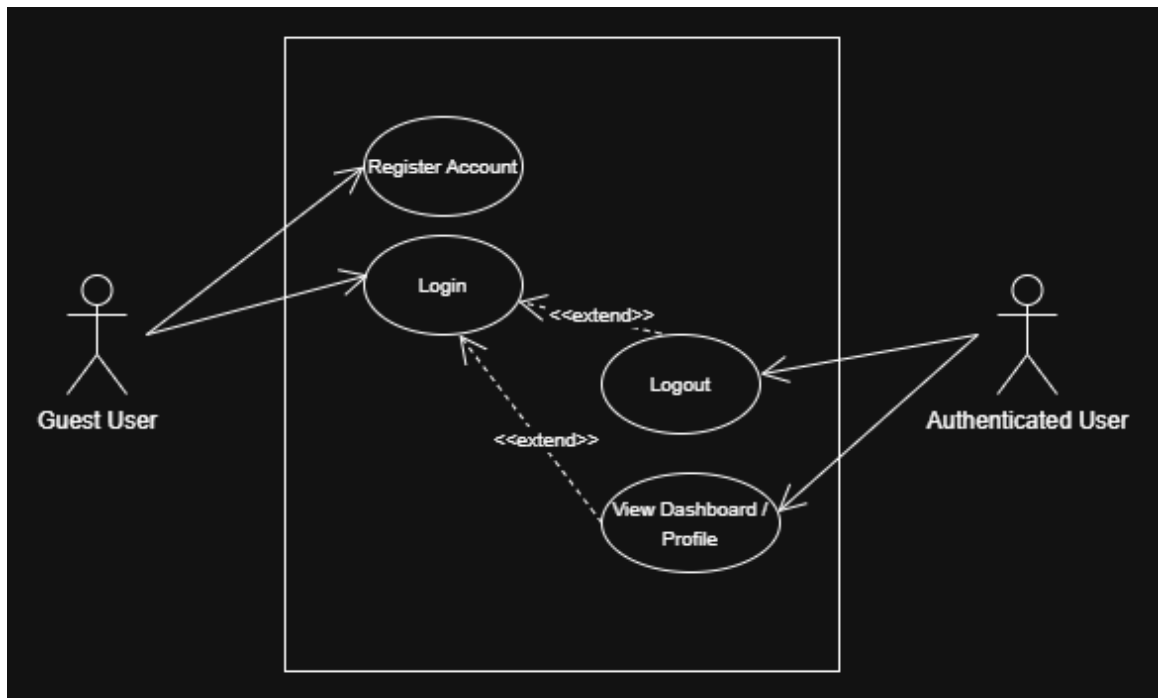 Register Account
Login
<<extend>>
Logout
Guest User
Authenticated User
<<extend>>
View Dashboard /
Profile